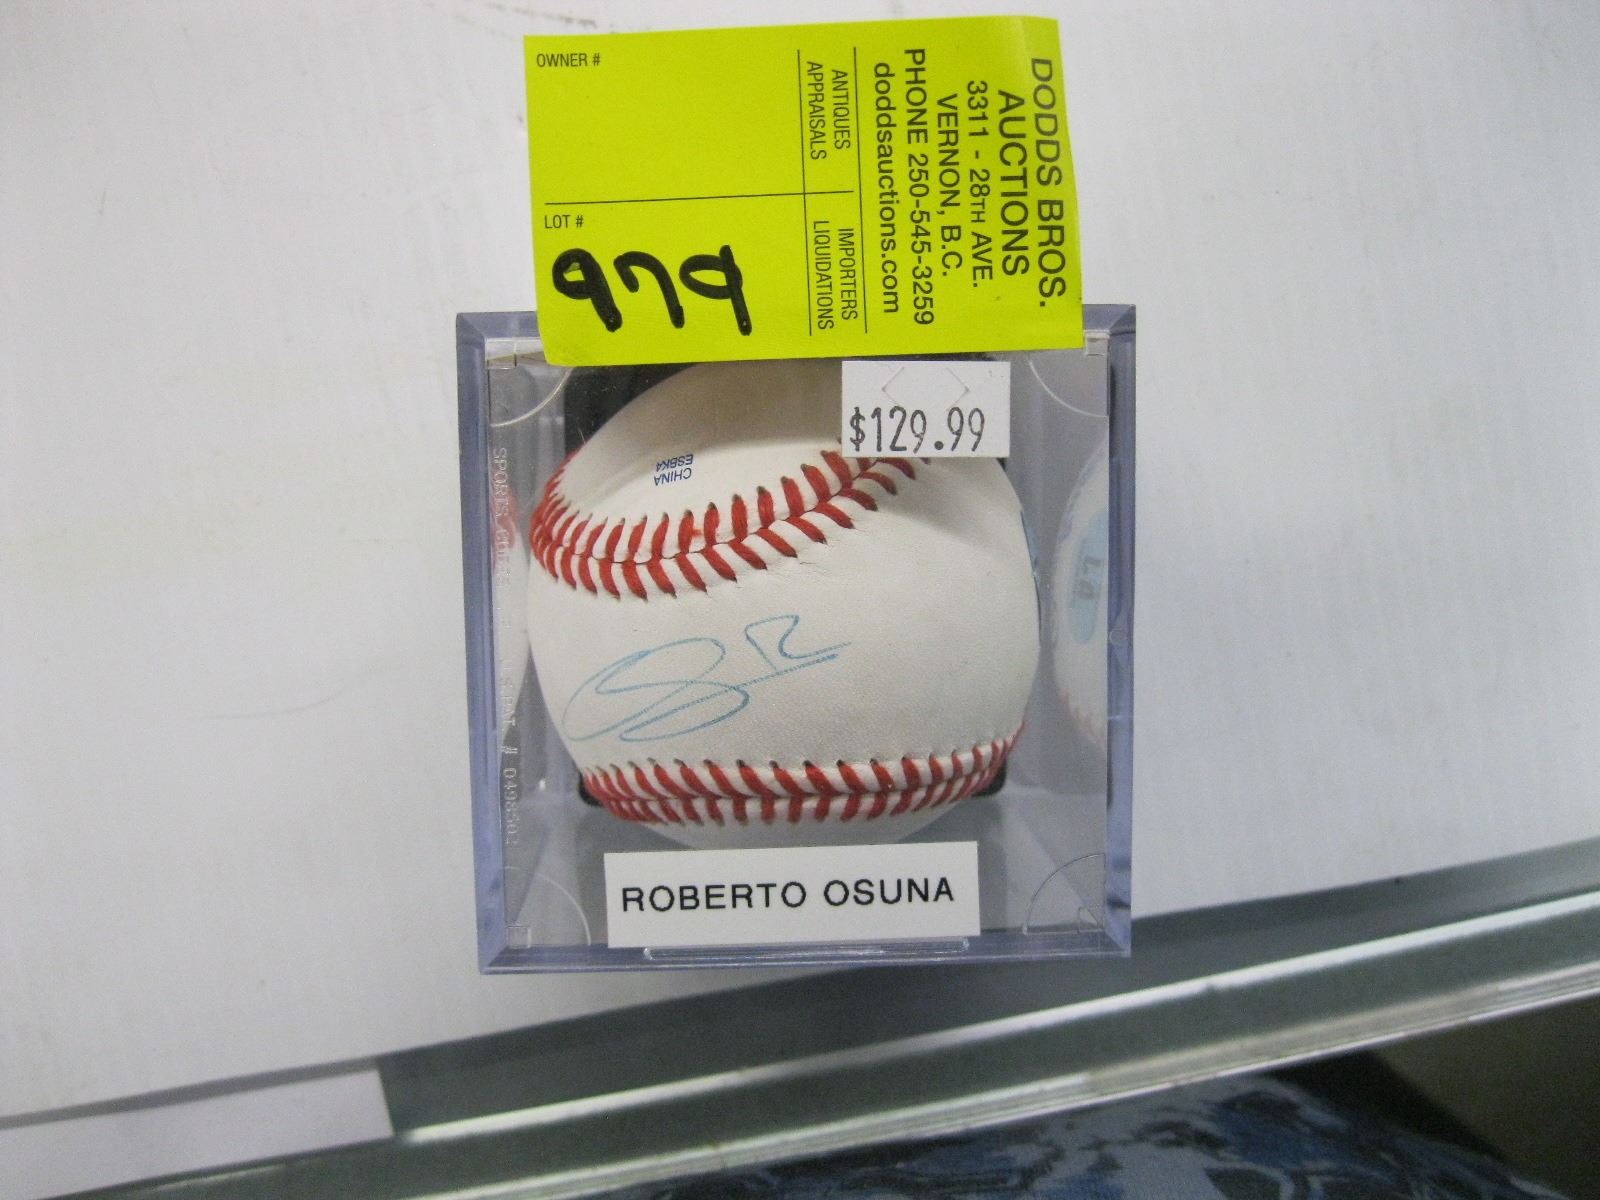 DODDS BROS.
AUCTIONS
3311 - 28TH AVE.
VERNON, B.C.
PHONE 250-545-3259
doddsauctions.com
ANTIQUES
APPRAISALS
IMPORTERS
LIQUIDATIONS
OWNER #
LOT #
979
$129.99
CHINA
ESBK4
ROBERTO OSUNA